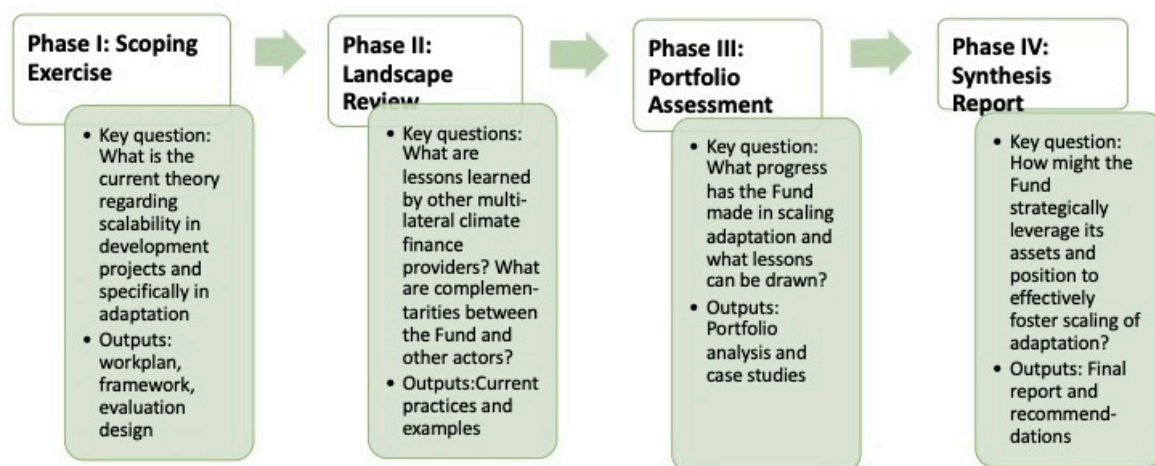 Phase I: Scoping
Exercise
• Key question:
What is the
current theory
regarding
scalability in
development
projects and
specifically in
adaptation
• Outputs:
workplan,
framework,
evaluation
design
Phase II:
Landscape
Review
• Key questions:
What are
lessons learned
by other multi-
lateral climate
finance
providers? What
are complemen-
tarities between
the Fund and
other actors?
• Outputs:Current
practices and
examples
Phase III:
Portfolio
Assessment
• Key question:
What progress
has the Fund
made in scaling
adaptation and
what lessons
can be drawn?
• Outputs:
Portfolio
analysis and
case studies
Phase IV:
Synthesis
Report
• Key question:
How might the
Fund
strategically
leverage its
assets and
position to
effectively
foster scaling of
adaptation?
• Outputs: Final
report and
recommend-
dations